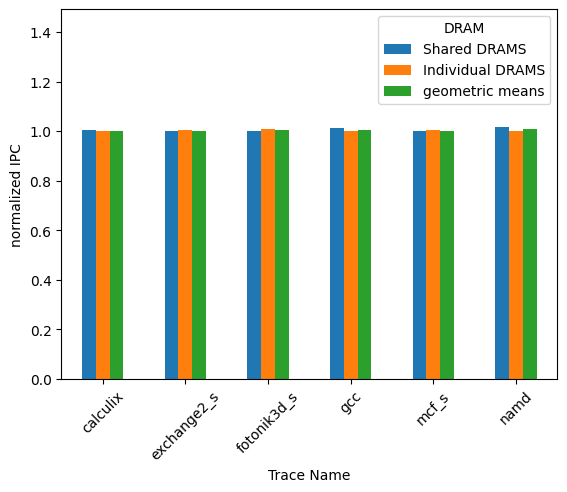 DRAM
Shared DRAMS
Individual DRAMS
geometric means
normalized IPC
1.4
1.2
1.0
0.8
0.6
0.4
0.2
0.0
calculix
exchange2_s
fotonik3d_s
gcc
mcf_s
namd
Trace Name